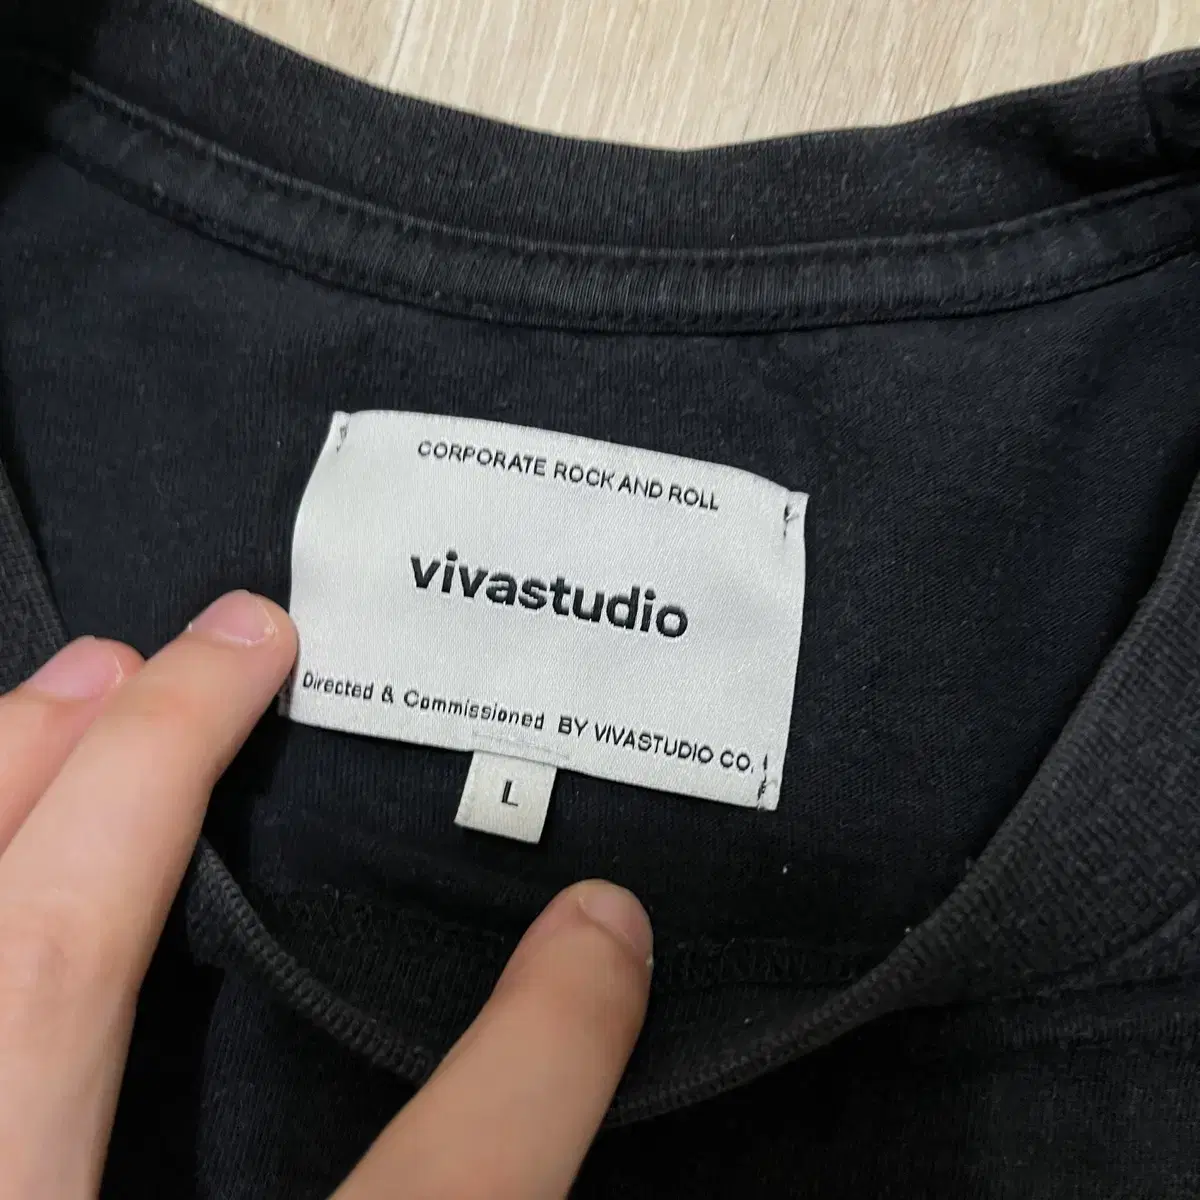 CORPORATE ROCK AND ROLL
vivastudio
Directed & Commissioned BY VIVASTUDIO CO.
L